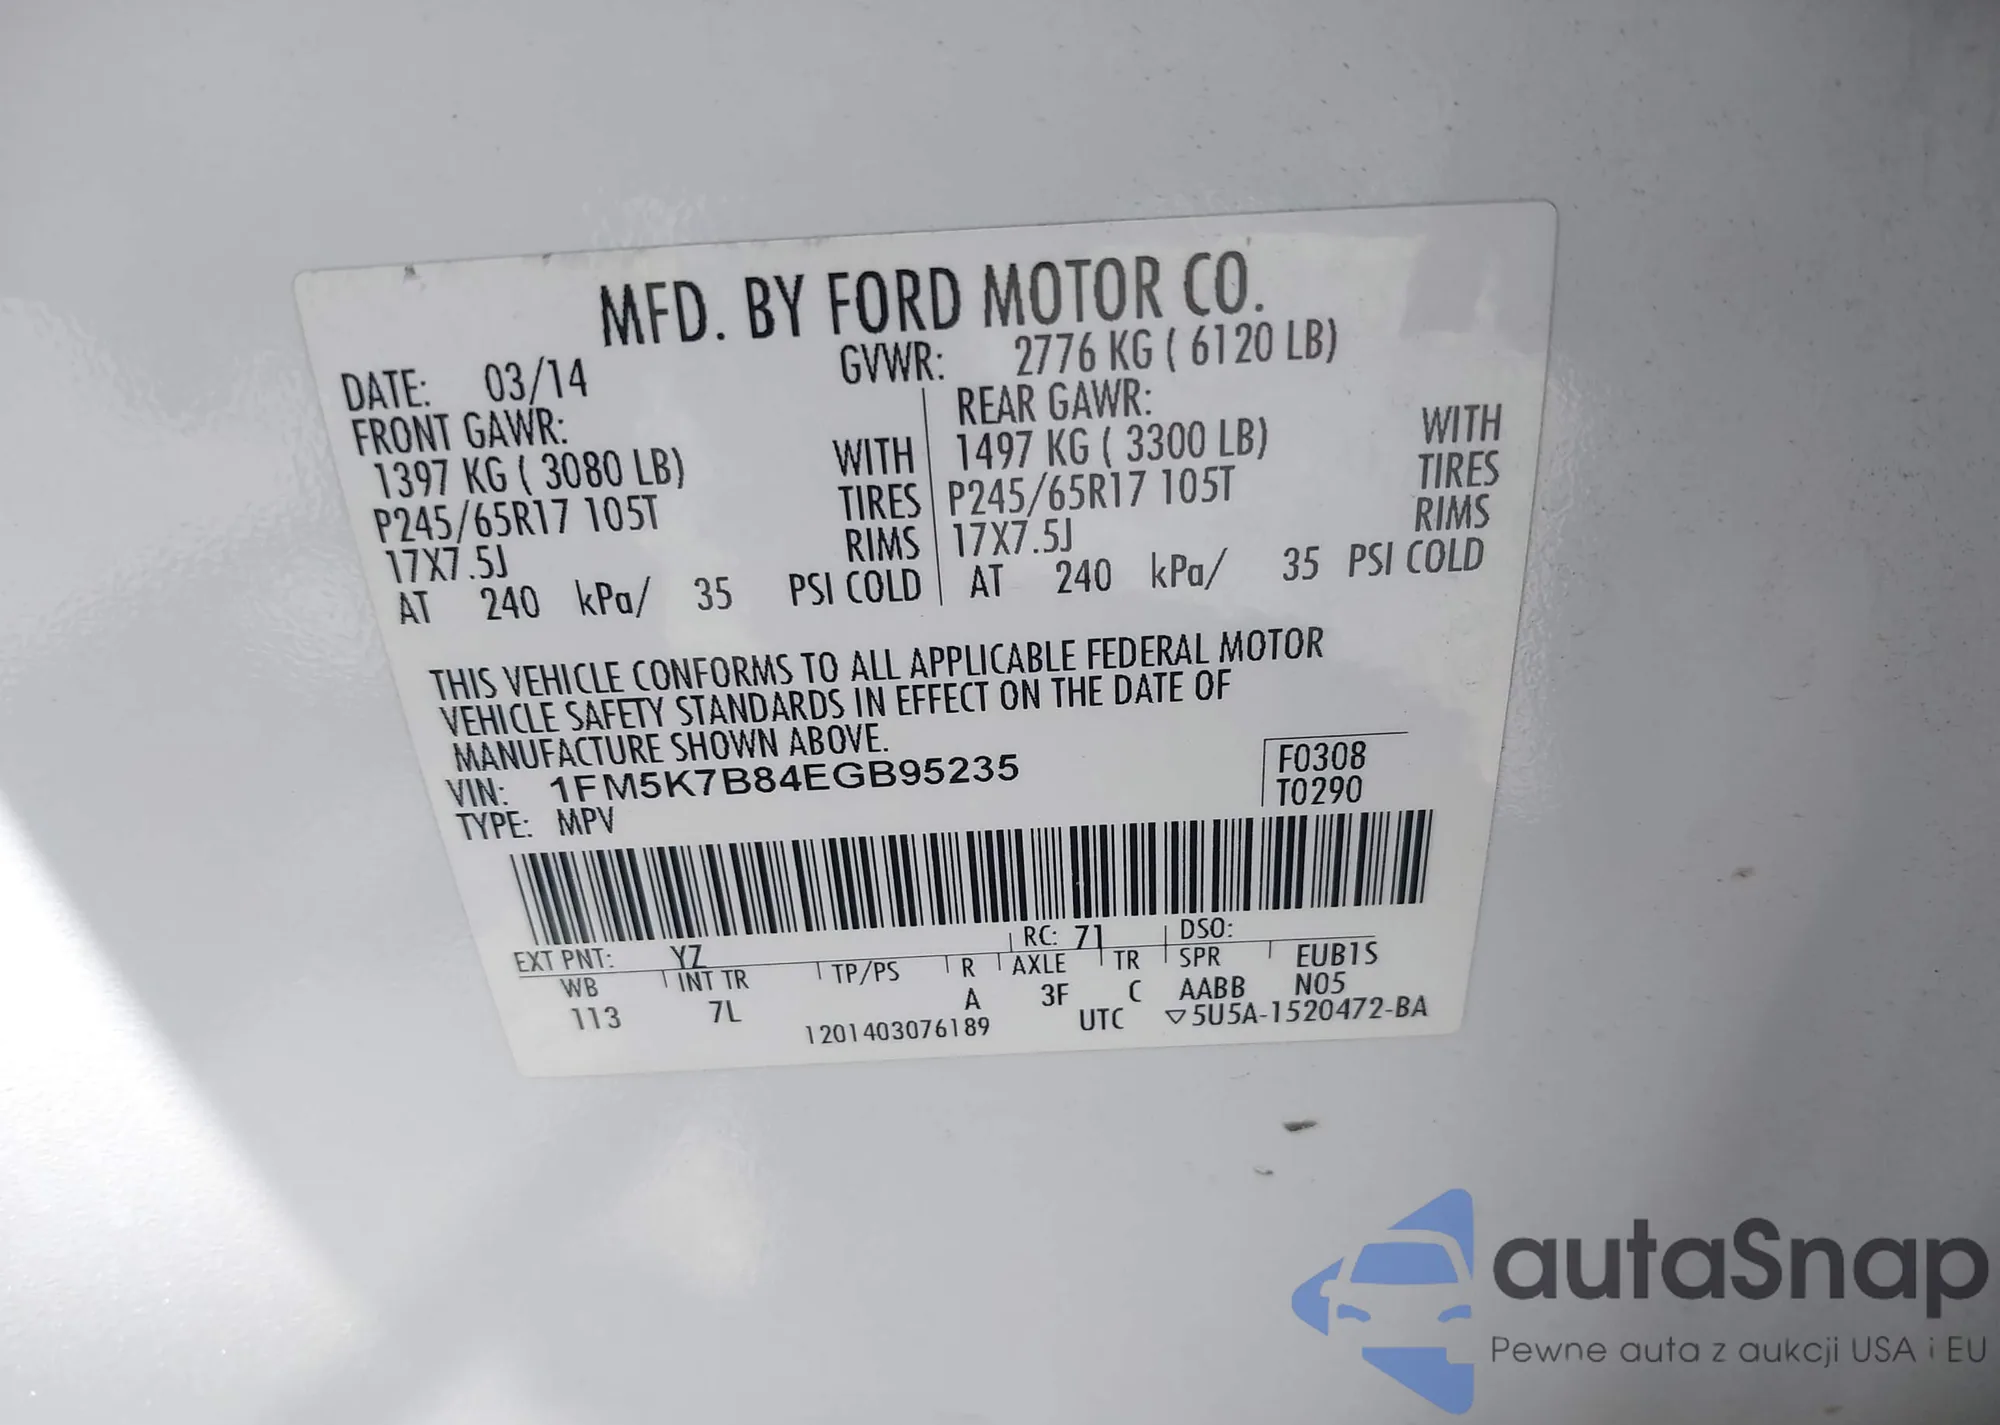 MFD. BY FORD MOTOR CO.
DATE: 03/14 GVWR: 2776 KG ( 6120 LB)
FRONT GAWR: REAR GAWR:
1397 KG ( 3080 LB) WITH 1497 KG ( 3300 LB) WITH
P245/65R17 105T TIRES P245/65R17 105T TIRES
17X7.5J RIMS 17X7.5J RIMS
AT 240 kPa/ 35 PSI COLD AT 240 kPa/ 35 PSI COLD
THIS VEHICLE CONFORMS TO ALL APPLICABLE FEDERAL MOTOR
VEHICLE SAFETY STANDARDS IN EFFECT ON THE DATE OF
MANUFACTURE SHOWN ABOVE.
VIN: 1FM5K7B84EGB95235 F0308
TYPE: MPV T0290
EXT PNT: YZ RC: 71 DSO:
WB INT TR TP/PS R AXLE TR SPR EUB1S
113 7L A 3F C AABB N05
1201403076189 UTC ▽5U5A-1520472-BA
autaSnap
Pewne auta z aukcji USA i EU